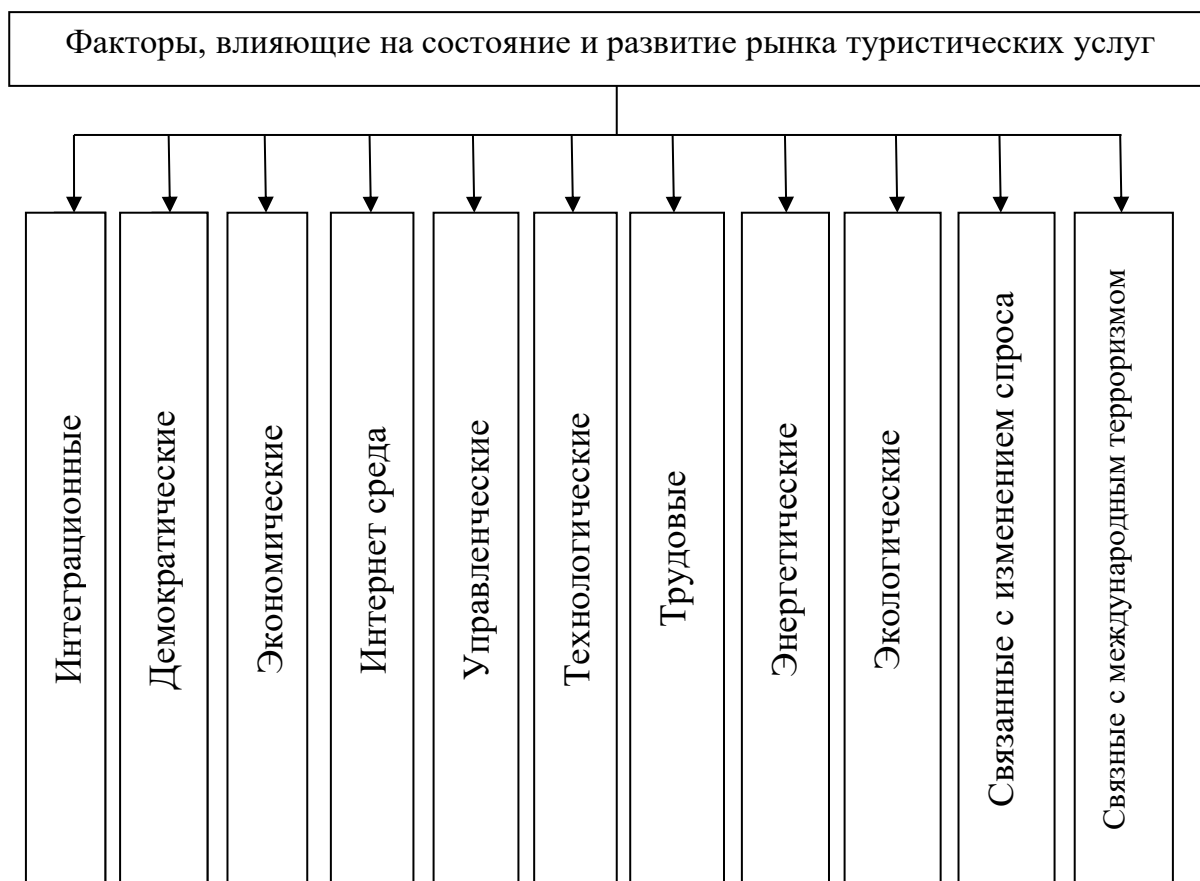 Факторы, влияющие на состояние и развитие рынка туристических услуг
Интеграционные
Демократические
Экономические
Интернет среда
Управленческие
Технологические
Трудовые
Энергетические
Экологические
Связанные с изменением спроса
Связные с международным терроризмом